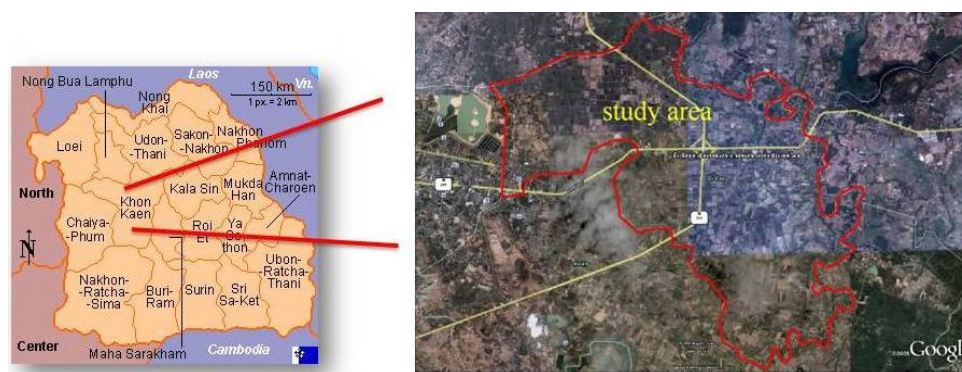 Laos
Vn.
Nong Bua Lamphu
150 km
1 px. = 2 km
Nong
Khai
Loei
Udon-
Thani
Sakon-
-Nakhon
Nakhon
Phanom
North
Kala Sin
Mukda
Han
Amnat-
Charoen
Khon
Kaen
Chaiya-
-Phum
Roi
Et
Ya
So-
thon
N
Ubon-
-Ratcha-
Thani
Nakhon-
-Ratcha-
-Sima
Buri-
Ram
Surin
Sri
Sa-Ket
Center
Maha Sarakham
Cambodia
study area
Google